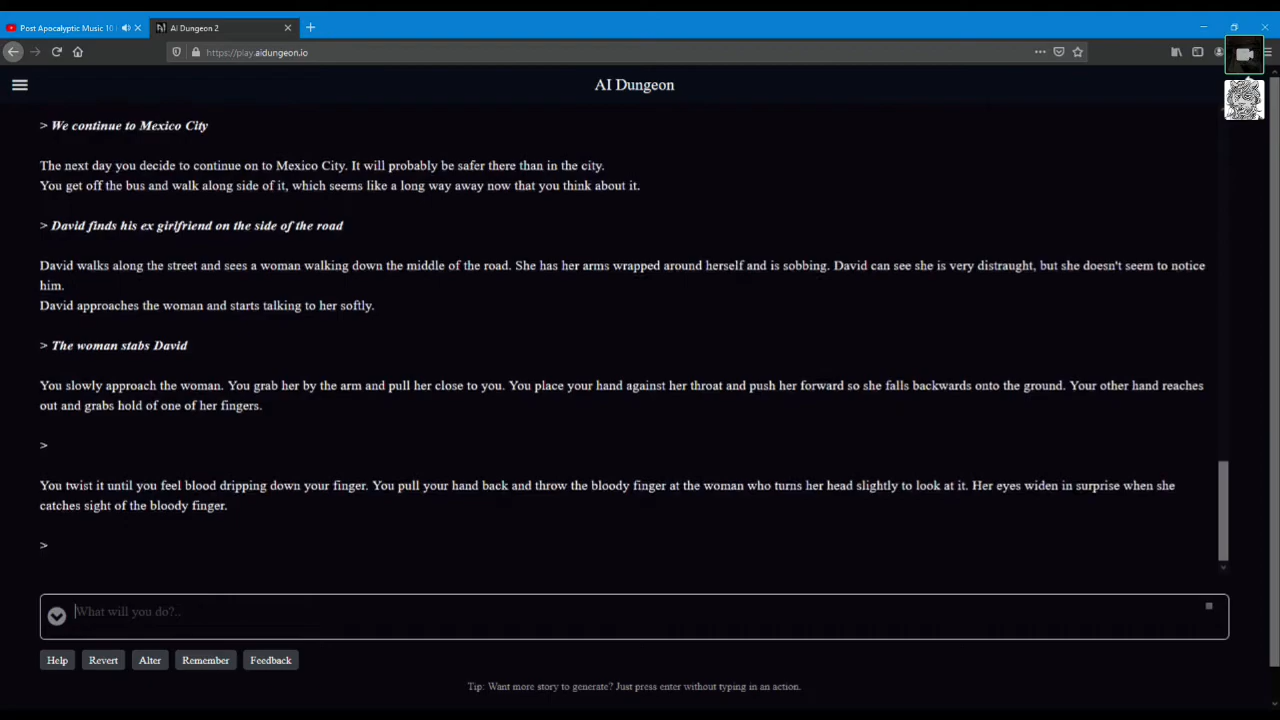 Post Apocalyptic Music 10
AI Dungeon 2
https://play.aidungeon.io
AI Dungeon
> We continue to Mexico City
The next day you decide to continue on to Mexico City. It will probably be safer there than in the city.
You get off the bus and walk along side of it, which seems like a long way away now that you think about it.
> David finds his ex girlfriend on the side of the road
David walks along the street and sees a woman walking down the middle of the road. She has her arms wrapped around herself and is sobbing. David can see she is very distraught, but she doesn't seem to notice
him.
David approaches the woman and starts talking to her softly.
> The woman stabs David
You slowly approach the woman. You grab her by the arm and pull her close to you. You place your hand against her throat and push her forward so she falls backwards onto the ground. Your other hand reaches
out and grabs hold of one of her fingers.
>
You twist it until you feel blood dripping down your finger. You pull your hand back and throw the bloody finger at the woman who turns her head slightly to look at it. Her eyes widen in surprise when she
catches sight of the bloody finger.
>
What will you do?..
Help Revert Alter Remember Feedback
Tip: Want more story to generate? Just press enter without typing in an action.